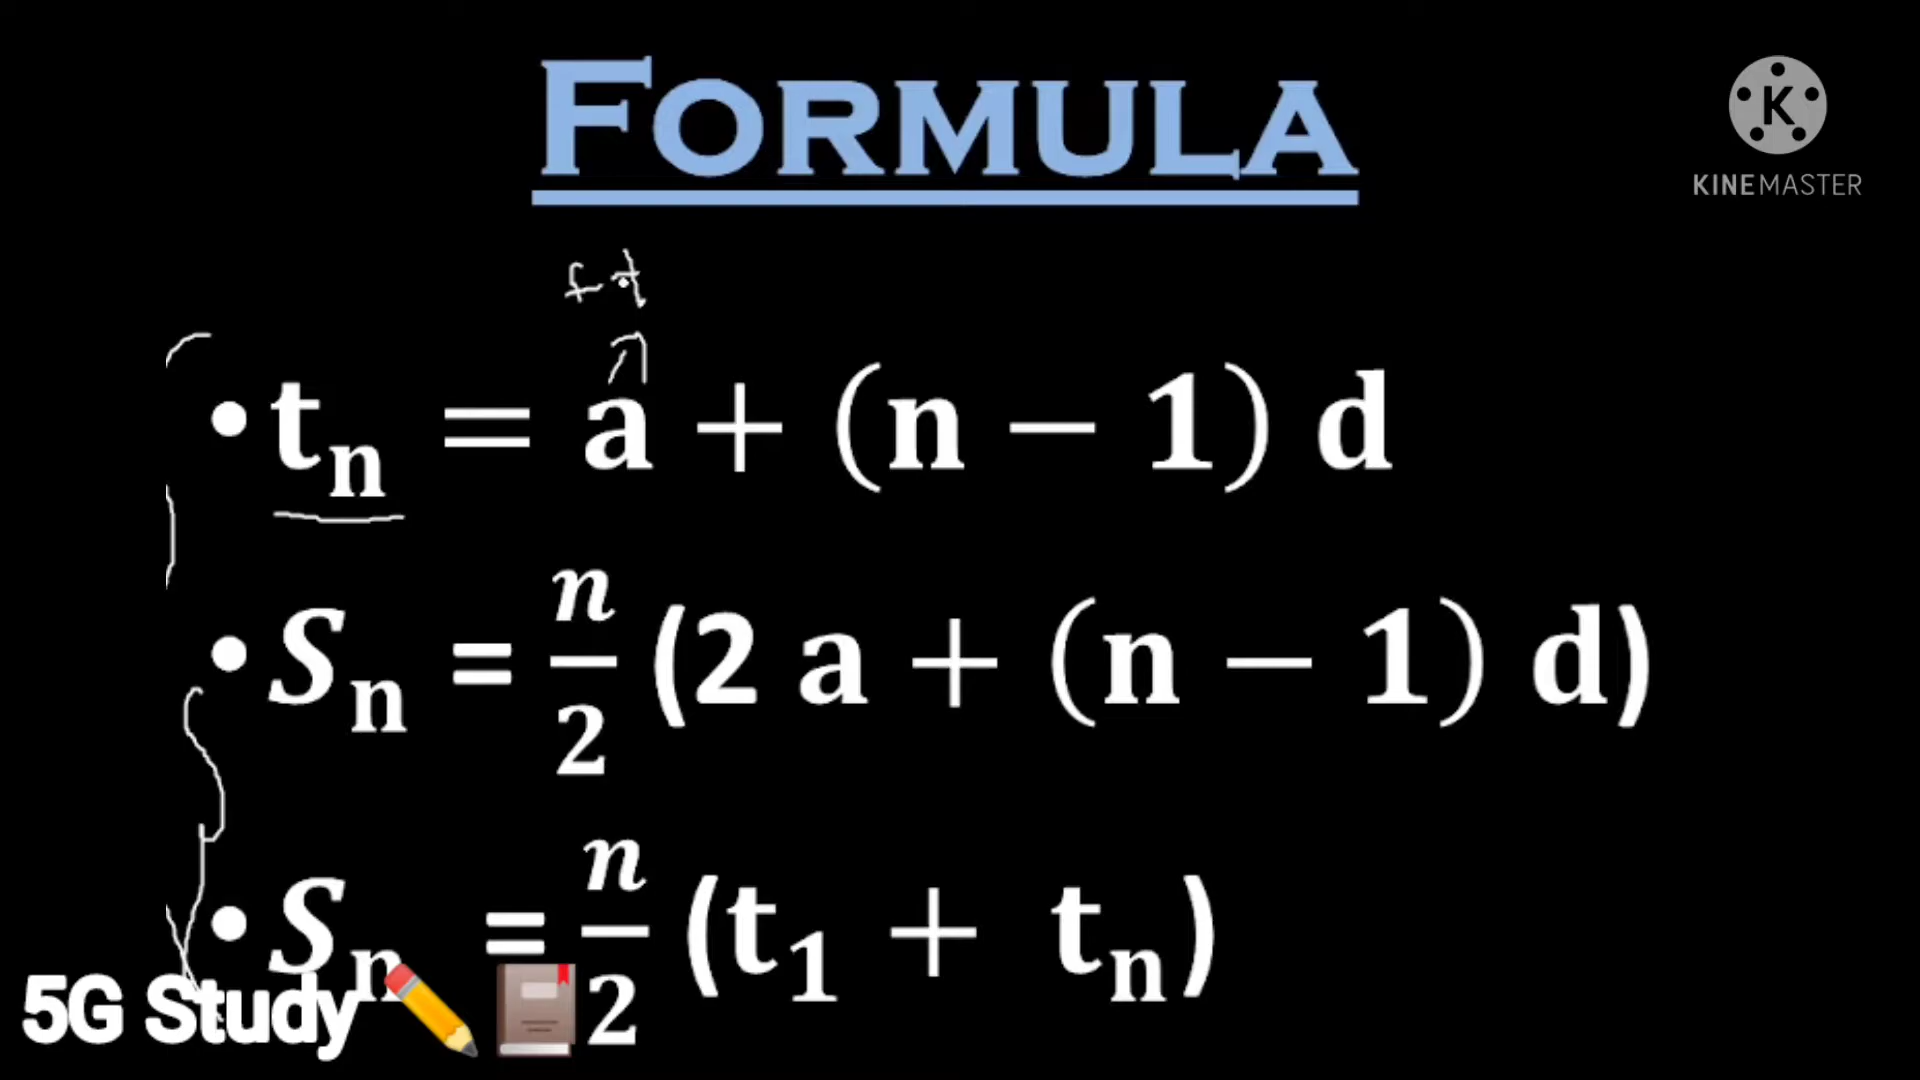 FORMULA
K
KINEMASTER
f.t
• tₙ = a + (n − 1) d
• Sₙ = n/2 (2 a + (n − 1) d)
• Sₙ = n/2 (t₁ + tₙ)
5G Study